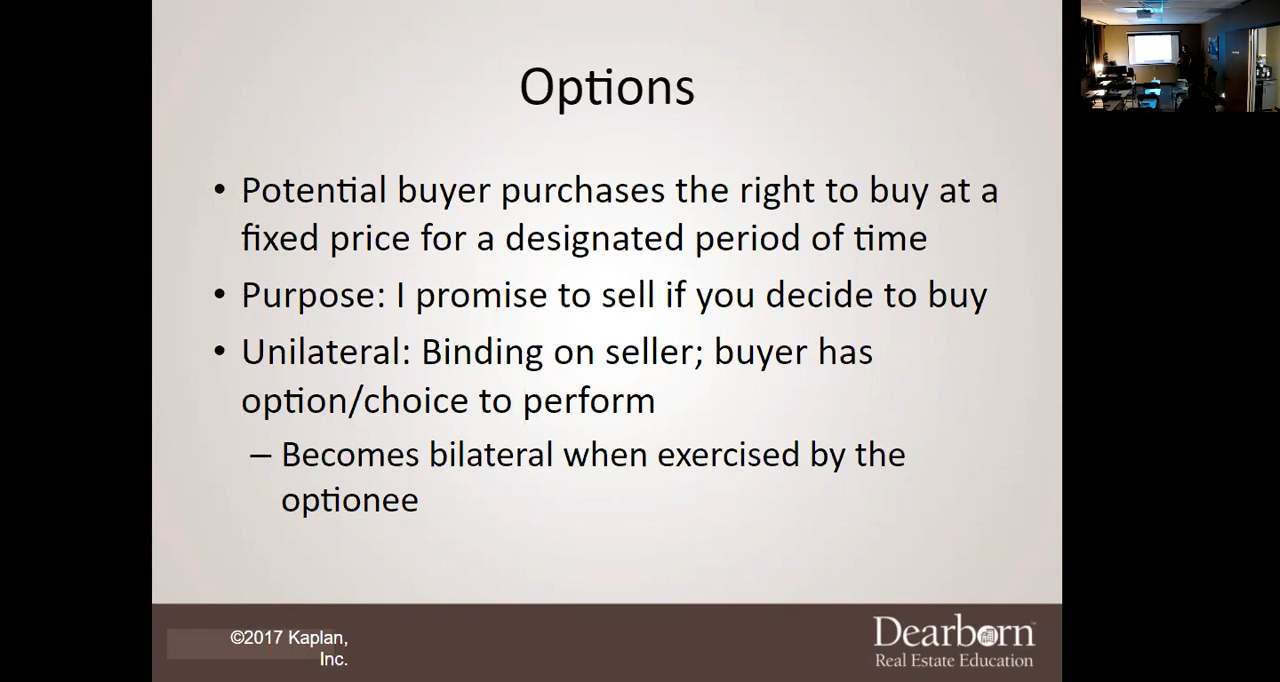 Options
• Potential buyer purchases the right to buy at a
fixed price for a designated period of time
• Purpose: I promise to sell if you decide to buy
• Unilateral: Binding on seller; buyer has
option/choice to perform
– Becomes bilateral when exercised by the
optionee
©2017 Kaplan,
Inc.
Dearborn™
Real Estate Education